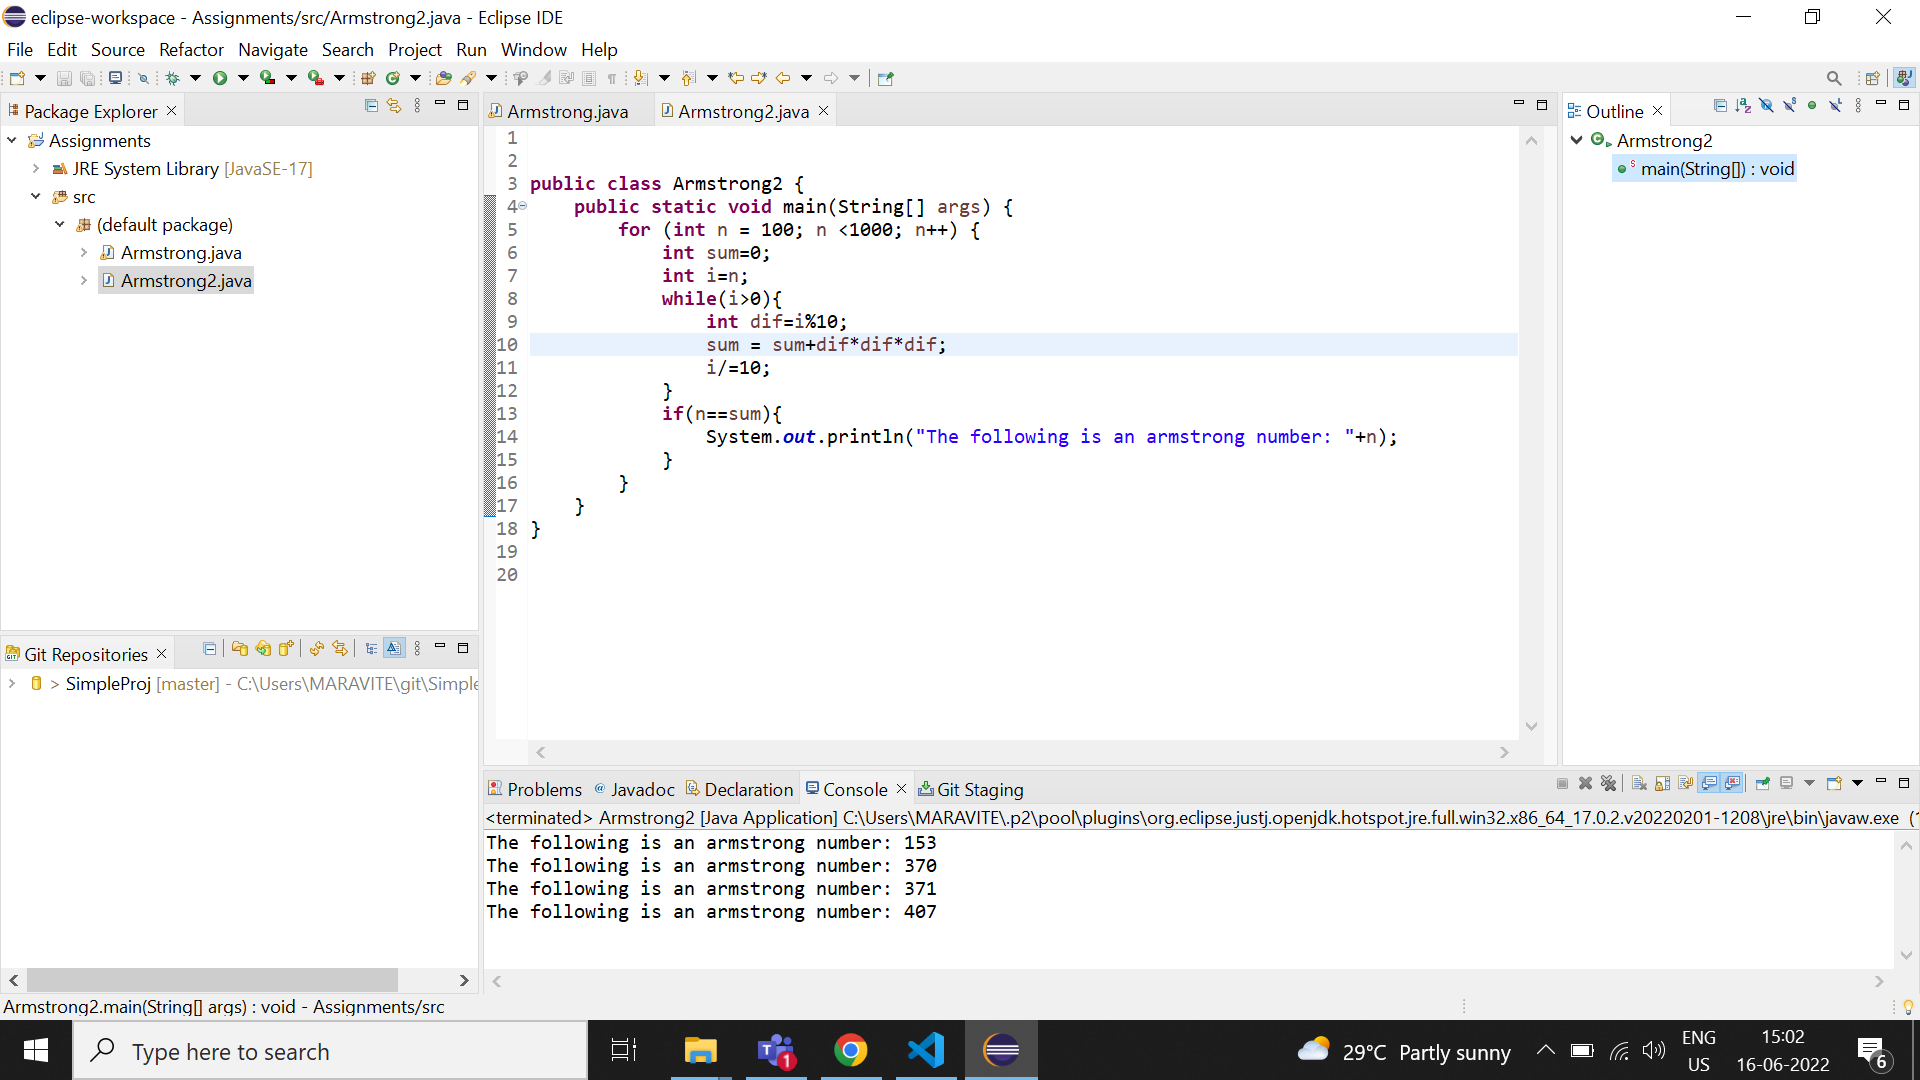 eclipse-workspace - Assignments/src/Armstrong2.java - Eclipse IDE
File Edit Source Refactor Navigate Search Project Run Window Help
Package Explorer
Assignments
JRE System Library [JavaSE-17]
src
(default package)
Armstrong.java
Armstrong2.java
Git Repositories
> SimpleProj [master] - C:\Users\MARAVITE\git\Simple
Armstrong.java Armstrong2.java
1
2
3 public class Armstrong2 {
4 public static void main(String[] args) {
5 for (int n = 100; n <1000; n++) {
6 int sum=0;
7 int i=n;
8 while(i>0){
9 int dif=i%10;
10 sum = sum+dif*dif*dif;
11 i/=10;
12 }
13 if(n==sum){
14 System.out.println("The following is an armstrong number: "+n);
15 }
16 }
17 }
18 }
19
20
Outline
Armstrong2
main(String[]) : void
Problems Javadoc Declaration Console Git Staging
<terminated> Armstrong2 [Java Application] C:\Users\MARAVITE\.p2\pool\plugins\org.eclipse.justj.openjdk.hotspot.jre.full.win32.x86_64_17.0.2.v20220201-1208\jre\bin\javaw.exe (
The following is an armstrong number: 153
The following is an armstrong number: 370
The following is an armstrong number: 371
The following is an armstrong number: 407
Armstrong2.main(String[] args) : void - Assignments/src
Type here to search
1
29°C Partly sunny
ENG
US
15:02
16-06-2022
6